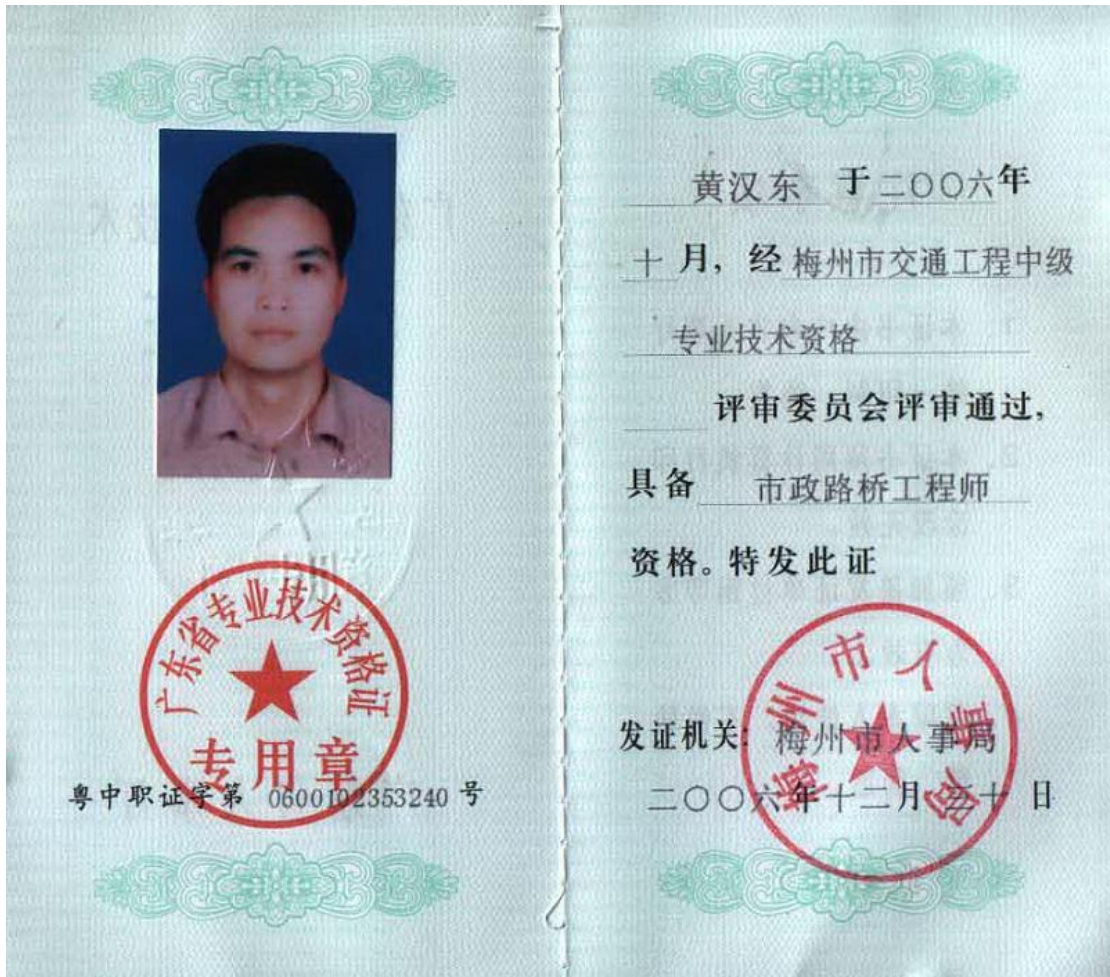 广东省专业技术资格证
专用章
粤中职证字第 0600102353240 号
黄汉东 于二〇〇六年
十月，经梅州市交通工程中级
专业技术资格
评审委员会评审通过，
具备 市政路桥工程师
资格。特发此证
梅州市人事局
发证机关：梅州市人事局
二〇〇六年十二月 十日